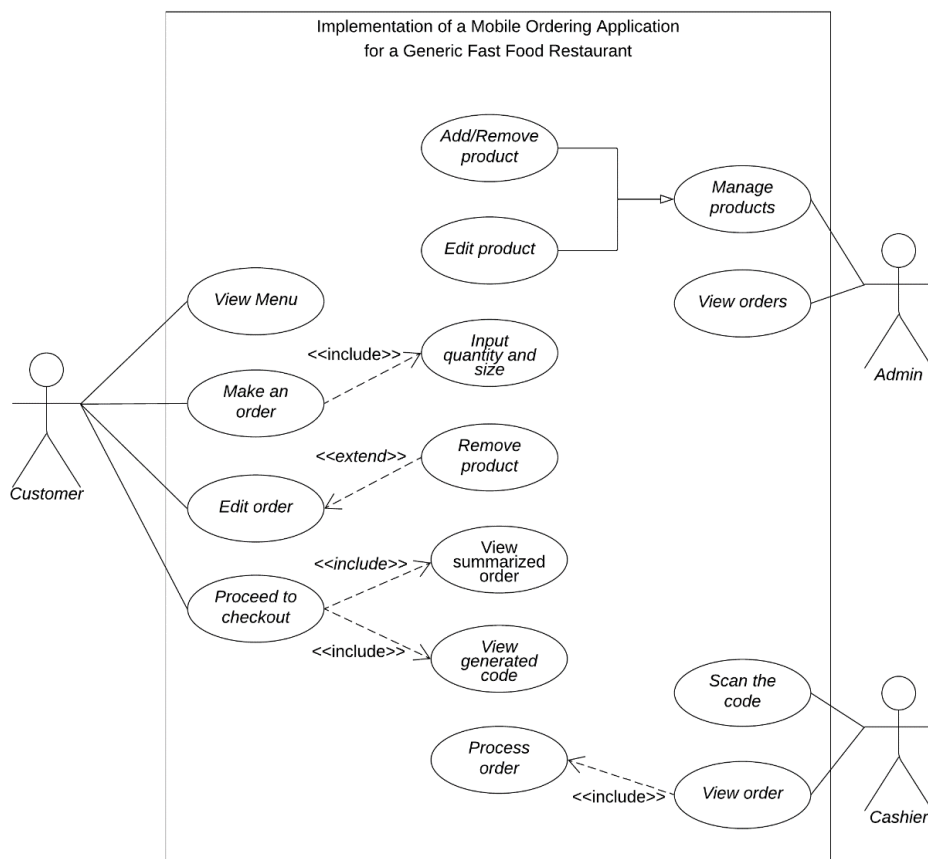 Implementation of a Mobile Ordering Application
for a Generic Fast Food Restaurant
Add/Remove
product
Manage
products
Edit product
View Menu
View orders
<<include>>
Input
quantity and
size
Admin
Make an
order
<<extend>>
Remove
product
Customer
Edit order
<<include>>
View
summarized
order
Proceed to
checkout
<<include>>
View
generated
code
Scan the
code
Process
order
<<include>>
View order
Cashier